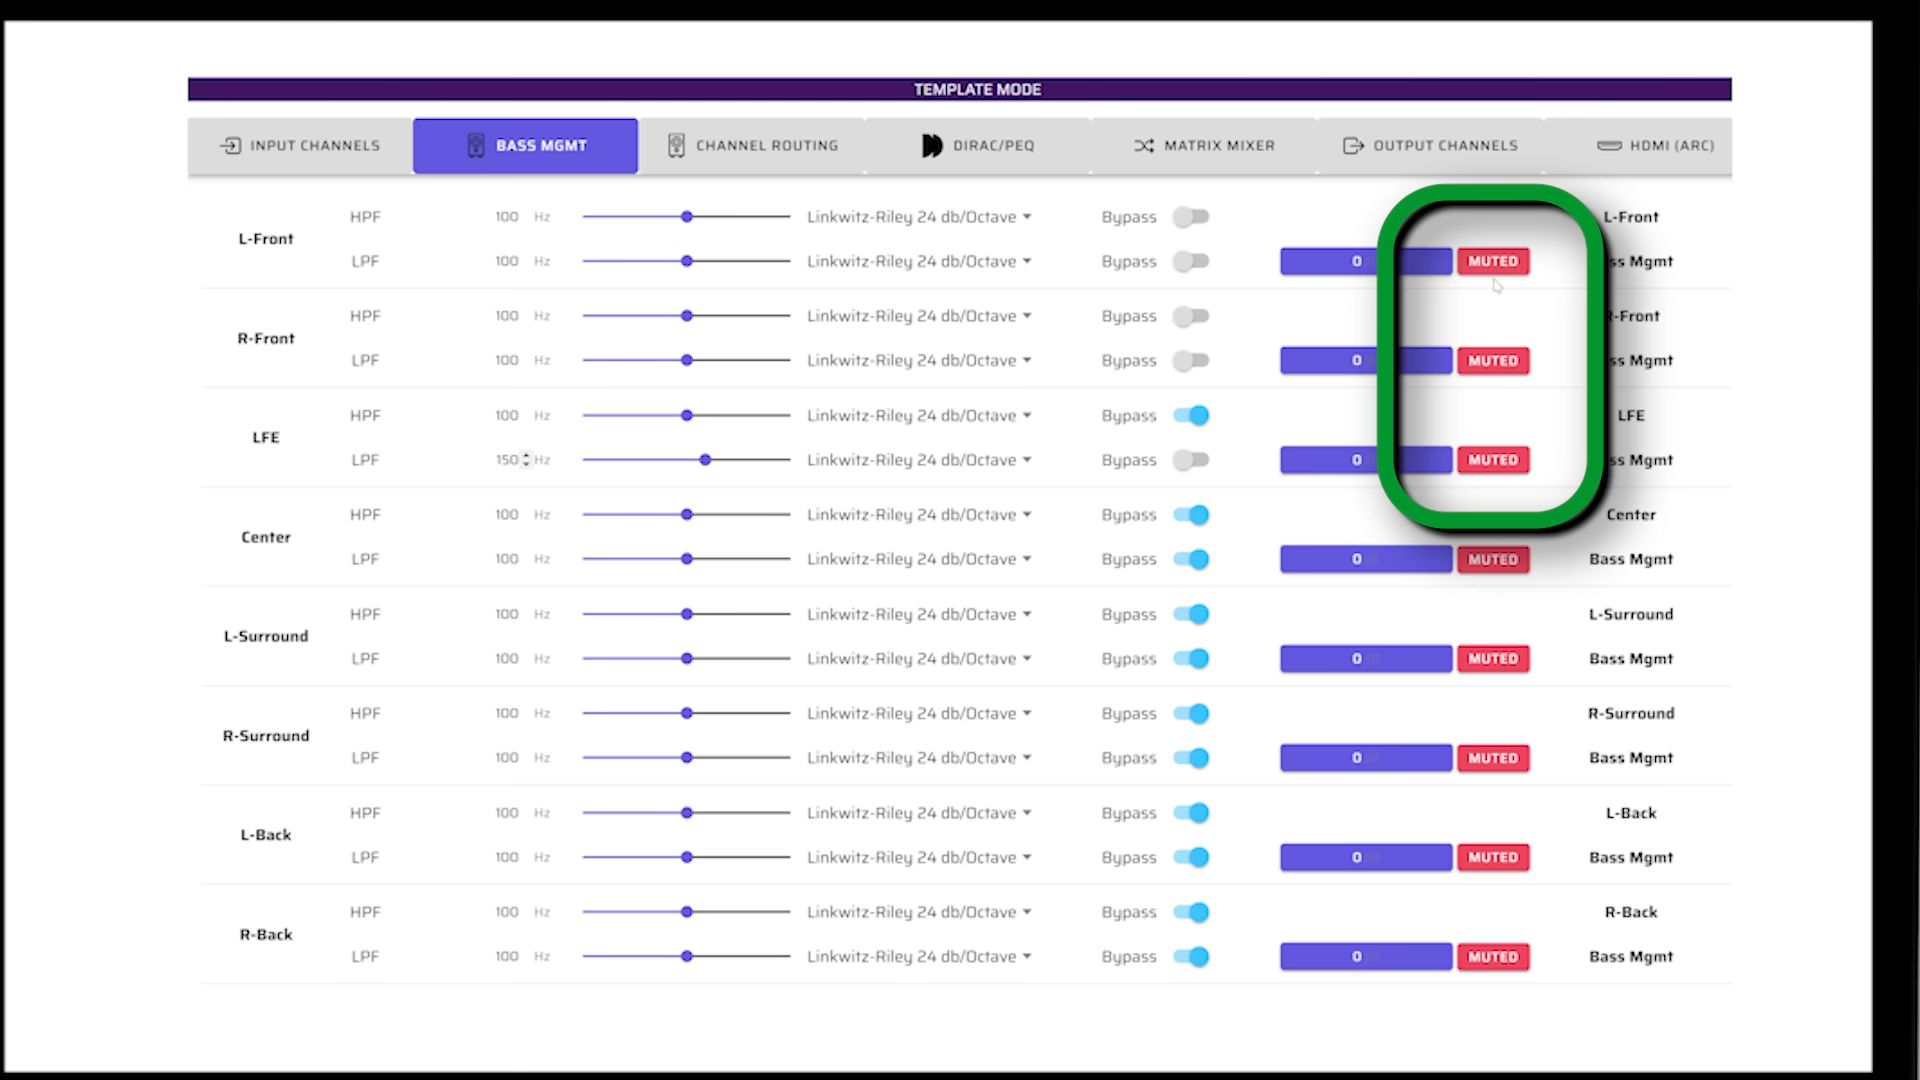 TEMPLATE MODE
INPUT CHANNELS BASS MGMT CHANNEL ROUTING DIRAC/PEQ MATRIX MIXER OUTPUT CHANNELS HDMI (ARC)
HPF 100 Hz Linkwitz-Riley 24 db/Octave Bypass L-Front
L-Front
LPF 100 Hz Linkwitz-Riley 24 db/Octave Bypass 0 MUTED ss Mgmt
HPF 100 Hz Linkwitz-Riley 24 db/Octave Bypass R-Front
R-Front
LPF 100 Hz Linkwitz-Riley 24 db/Octave Bypass 0 MUTED ss Mgmt
HPF 100 Hz Linkwitz-Riley 24 db/Octave Bypass LFE
LFE
LPF 150 Hz Linkwitz-Riley 24 db/Octave Bypass 0 MUTED ss Mgmt
HPF 100 Hz Linkwitz-Riley 24 db/Octave Bypass Center
Center
LPF 100 Hz Linkwitz-Riley 24 db/Octave Bypass 0 MUTED Bass Mgmt
HPF 100 Hz Linkwitz-Riley 24 db/Octave Bypass L-Surround
L-Surround
LPF 100 Hz Linkwitz-Riley 24 db/Octave Bypass 0 MUTED Bass Mgmt
HPF 100 Hz Linkwitz-Riley 24 db/Octave Bypass R-Surround
R-Surround
LPF 100 Hz Linkwitz-Riley 24 db/Octave Bypass 0 MUTED Bass Mgmt
HPF 100 Hz Linkwitz-Riley 24 db/Octave Bypass L-Back
L-Back
LPF 100 Hz Linkwitz-Riley 24 db/Octave Bypass 0 MUTED Bass Mgmt
HPF 100 Hz Linkwitz-Riley 24 db/Octave Bypass R-Back
R-Back
LPF 100 Hz Linkwitz-Riley 24 db/Octave Bypass 0 MUTED Bass Mgmt